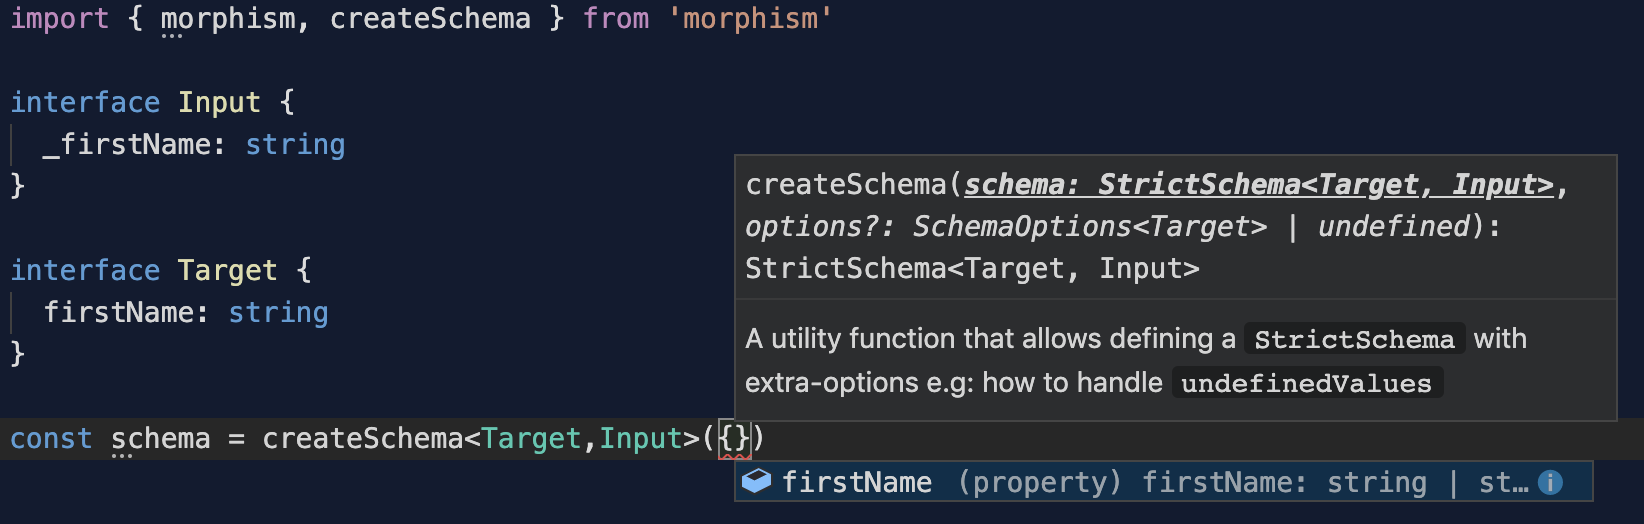 import { morphism, createSchema } from 'morphism'
interface Input {
_firstName: string
}
interface Target {
firstName: string
}
createSchema(schema: StrictSchema<Target, Input>,
options?: SchemaOptions<Target> | undefined):
StrictSchema<Target, Input>
A utility function that allows defining a StrictSchema with
extra-options e.g: how to handle undefinedValues
const schema = createSchema<Target,Input>({})
firstName (property) firstName: string | st…